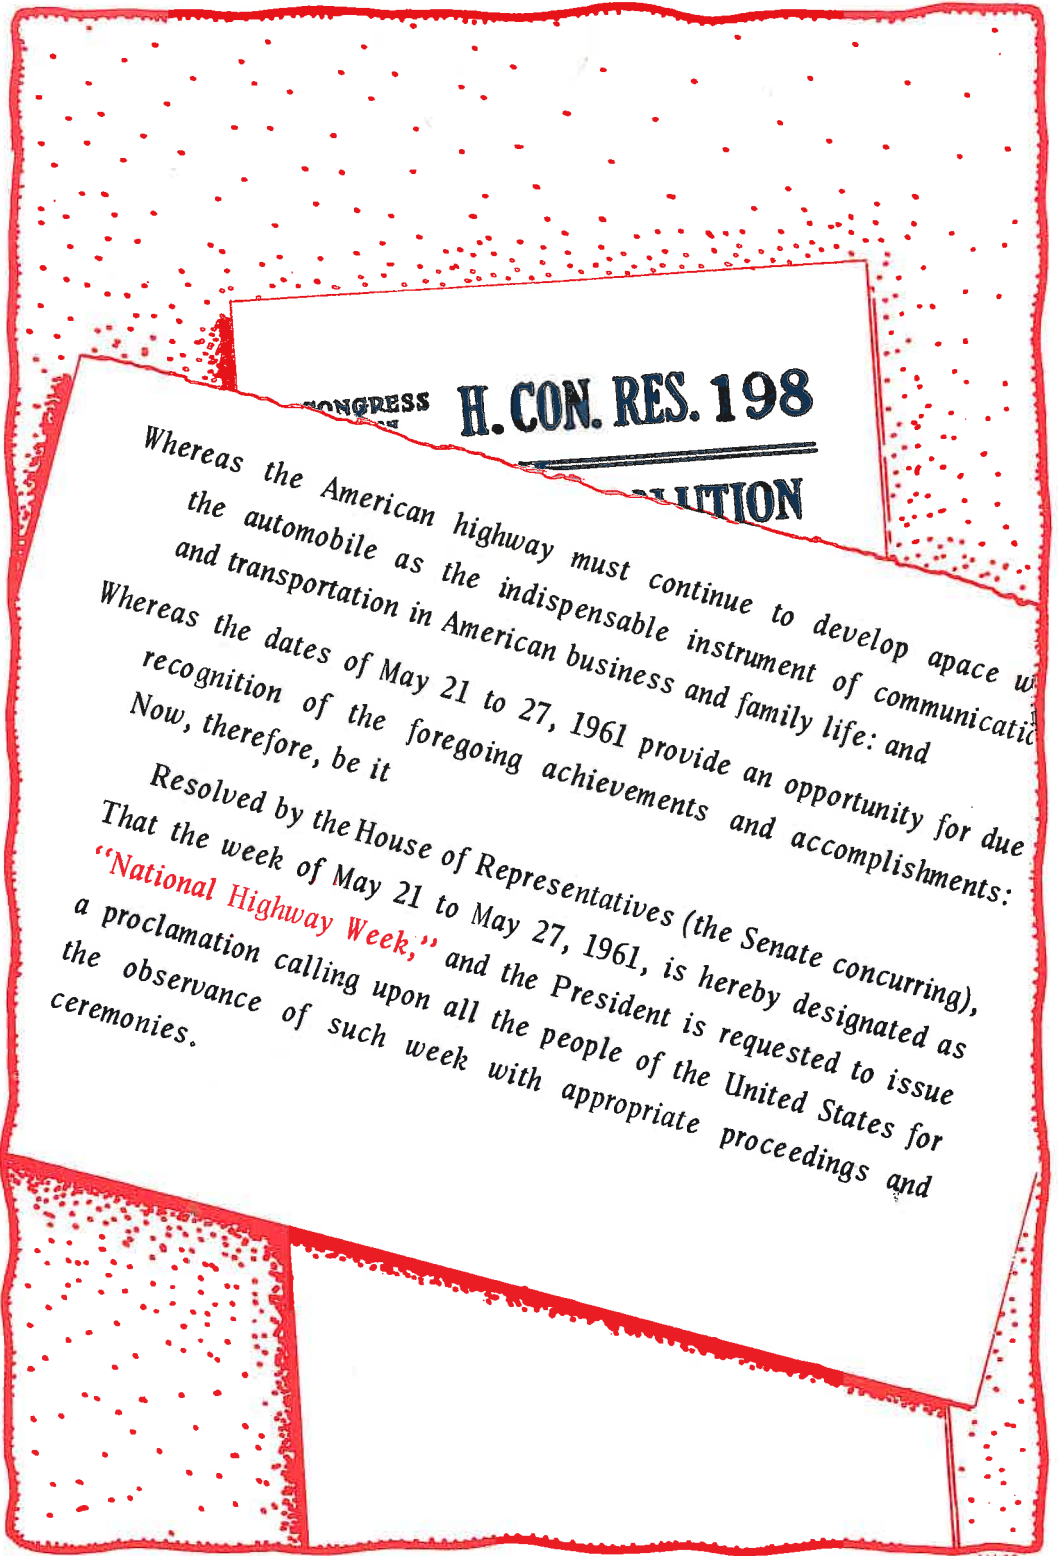 CONGRESS H. CON. RES. 198
Whereas the American highway must continue to develop apace
the automobile as the indispensable instrument of
and transportation in American business and family life: and
Whereas the dates of May 21 to 27, 1961 provide an opportunity for due
recognition of the foregoing achievements and accomplishments:
Now, therefore, be it
Resolved by the House of Representatives (the Senate concurring),
That the week of May 21 to May 27, 1961, is hereby designated as
“National Highway Week,” and the President is requested to issue
a proclamation calling upon all the people of the United States for
the observance of such week with appropriate proceedings and
ceremonies.